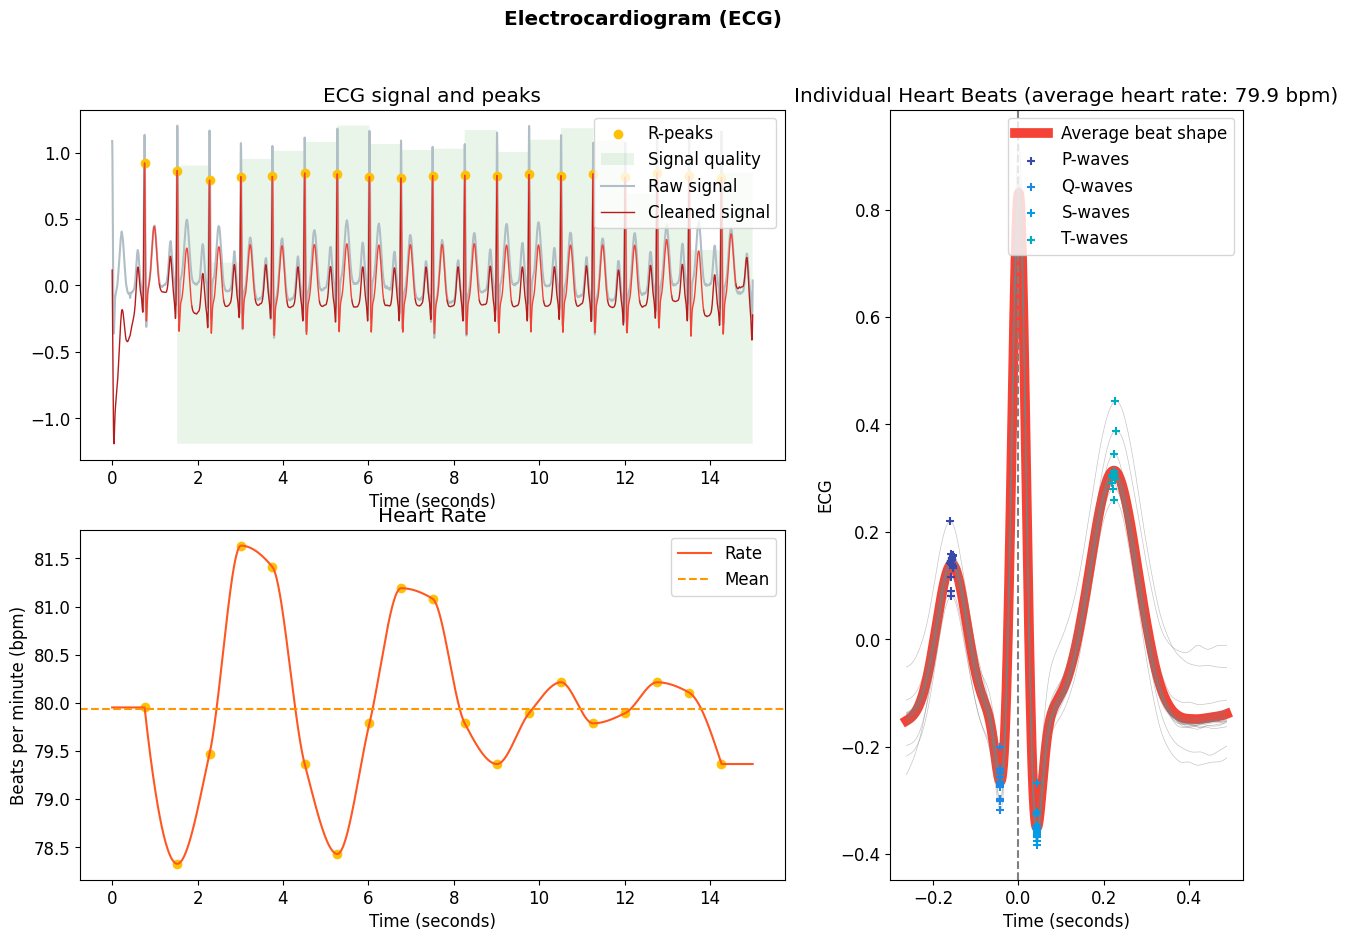 Electrocardiogram (ECG)
ECG signal and peaks
R-peaks
Signal quality
Raw signal
Cleaned signal
1.0
0.5
0.0
−0.5
−1.0
0 2 4 6 8 10 12 14
Time (seconds)
Heart Rate
Rate
Mean
Beats per minute (bpm)
81.5
81.0
80.5
80.0
79.5
79.0
78.5
0 2 4 6 8 10 12 14
Time (seconds)
Individual Heart Beats (average heart rate: 79.9 bpm)
Average beat shape
P-waves
Q-waves
S-waves
T-waves
ECG
0.8
0.6
0.4
0.2
0.0
−0.2
−0.4
−0.2 0.0 0.2 0.4
Time (seconds)